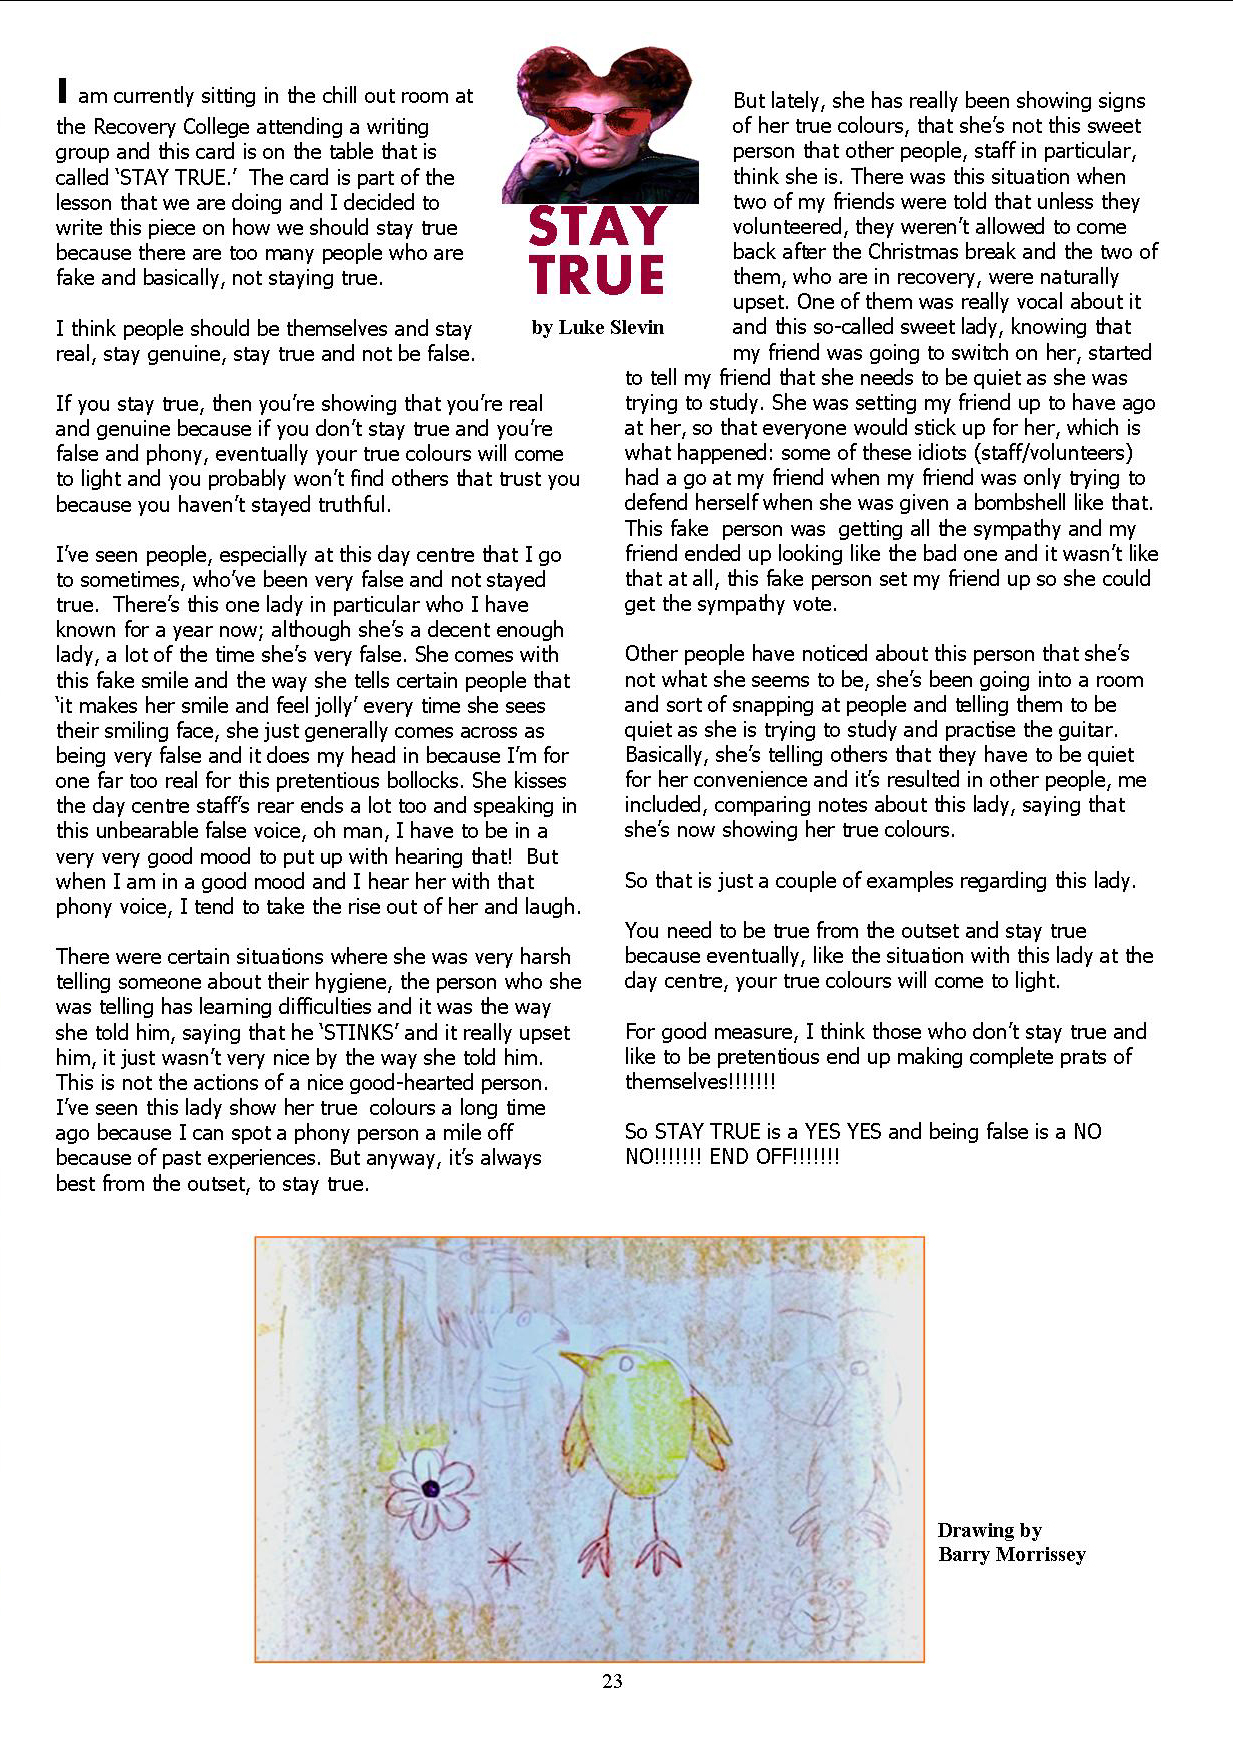 I am currently sitting in the chill out room at
the Recovery College attending a writing
group and this card is on the table that is
called ‘STAY TRUE.’  The card is part of the
lesson that we are doing and I decided to
write this piece on how we should stay true
because there are too many people who are
fake and basically, not staying true.
I think people should be themselves and stay
real, stay genuine, stay true and not be false.
If you stay true, then you’re showing that you’re real
and genuine because if you don’t stay true and you’re
false and phony, eventually your true colours will come
to light and you probably won’t find others that trust you
because you haven’t stayed truthful.
I’ve seen people, especially at this day centre that I go
to sometimes, who’ve been very false and not stayed
true.  There’s this one lady in particular who I have
known for a year now; although she’s a decent enough
lady, a lot of the time she’s very false. She comes with
this fake smile and the way she tells certain people that
‘it makes her smile and feel jolly’ every time she sees
their smiling face, she just generally comes across as
being very false and it does my head in because I’m for
one far too real for this pretentious bollocks. She kisses
the day centre staff’s rear ends a lot too and speaking in
this unbearable false voice, oh man, I have to be in a
very very good mood to put up with hearing that!  But
when I am in a good mood and I hear her with that
phony voice, I tend to take the rise out of her and laugh.
There were certain situations where she was very harsh
telling someone about their hygiene, the person who she
was telling has learning difficulties and it was the way
she told him, saying that he ‘STINKS’ and it really upset
him, it just wasn’t very nice by the way she told him.
This is not the actions of a nice good-hearted person.
I’ve seen this lady show her true  colours a long time
ago because I can spot a phony person a mile off
because of past experiences. But anyway, it’s always
best from the outset, to stay true.
STAY
TRUE
by Luke Slevin
But lately, she has really been showing signs
of her true colours, that she’s not this sweet
person that other people, staff in particular,
think she is. There was this situation when
two of my friends were told that unless they
volunteered, they weren’t allowed to come
back after the Christmas break and the two of
them, who are in recovery, were naturally
upset. One of them was really vocal about it
and this so-called sweet lady, knowing that
my friend was going to switch on her, started
to tell my friend that she needs to be quiet as she was
trying to study. She was setting my friend up to have ago
at her, so that everyone would stick up for her, which is
what happened: some of these idiots (staff/volunteers)
had a go at my friend when my friend was only trying to
defend herself when she was given a bombshell like that.
This fake  person was  getting all the sympathy and my
friend ended up looking like the bad one and it wasn’t like
that at all, this fake person set my friend up so she could
get the sympathy vote.
Other people have noticed about this person that she’s
not what she seems to be, she’s been going into a room
and sort of snapping at people and telling them to be
quiet as she is trying to study and practise the guitar.
Basically, she’s telling others that they have to be quiet
for her convenience and it’s resulted in other people, me
included, comparing notes about this lady, saying that
she’s now showing her true colours.
So that is just a couple of examples regarding this lady.
You need to be true from the outset and stay true
because eventually, like the situation with this lady at the
day centre, your true colours will come to light.
For good measure, I think those who don’t stay true and
like to be pretentious end up making complete prats of
themselves!!!!!!!
So STAY TRUE is a YES YES and being false is a NO
NO!!!!!!! END OFF!!!!!!!
Drawing by
Barry Morrissey
23